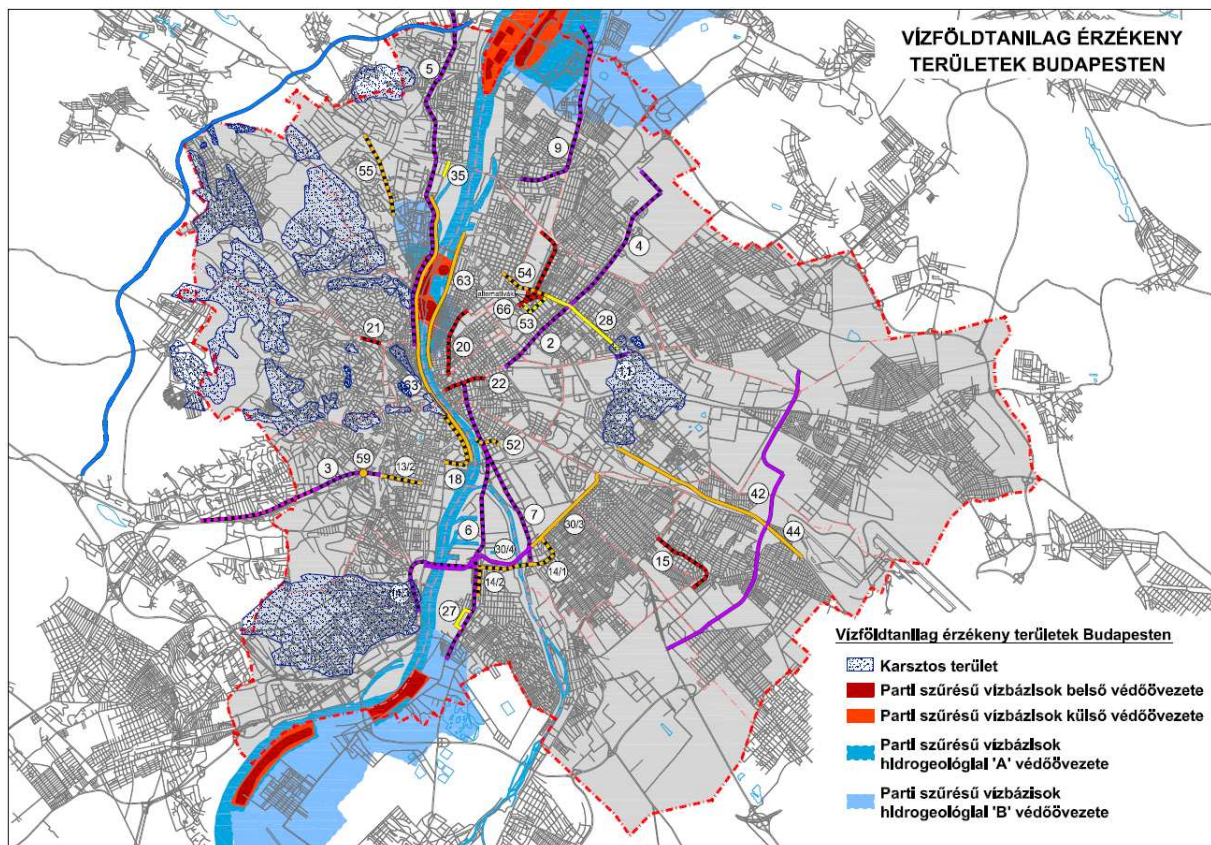 VÍZFÖLDTANILAG ÉRZÉKENY
TERÜLETEK BUDAPESTEN
5
9
55
35
4
54
63
alternatívák
66
53
28
21
20
2
22
63
52
3
59
13/2
18
42
7
6
30/3
44
30/4
15
14/1
14/2
27
Vízföldtanilag érzékeny területek Budapesten
Karsztos terület
Parti szűrésű vízbázisok belső védőövezete
Parti szűrésű vízbázisok külső védőövezete
Parti szűrésű vízbázisok
hidrogeológiai 'A' védőövezete
Parti szűrésű vízbázisok
hidrogeológiai 'B' védőövezete